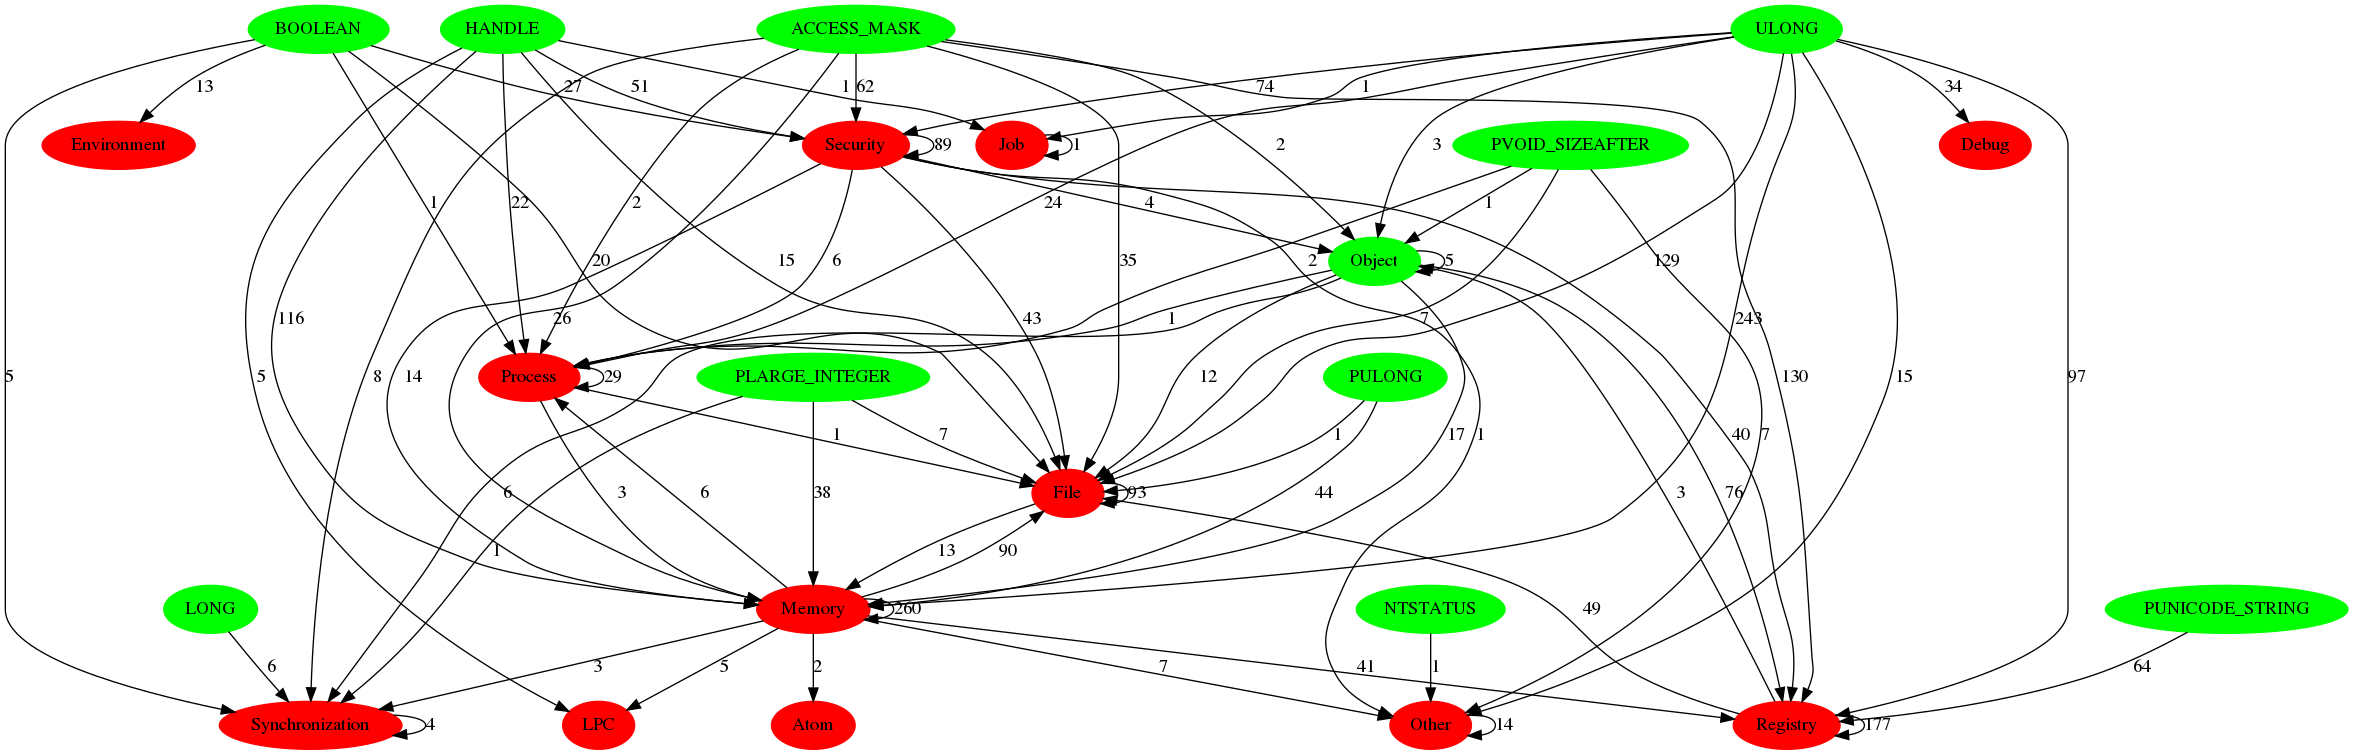 BOOLEAN HANDLE ACCESS_MASK ULONG
13 27 51 1 62 74 1 34
Environment Security 89 Job 1 2 3 PVOID_SIZEAFTER Debug
1 22 2 24 4 1
20 15 6 35 2 Object 5 129
116 26 43 1 7 243
5 5 8 14 Process 29 PLARGE_INTEGER 12 PULONG 130 15 97
1 7 1 17 1 40 7
6 3 6 38 File 93 44 3 76
1 13 90
LONG Memory 260 NTSTATUS 49 PUNICODE_STRING
6 3 5 2 7 41 1 64
Synchronization 4 LPC Atom Other 14 Registry 177